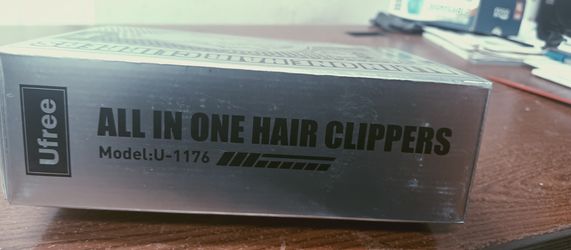 Ufree
ALL IN ONE HAIR CLIPPERS
Model:U-1176